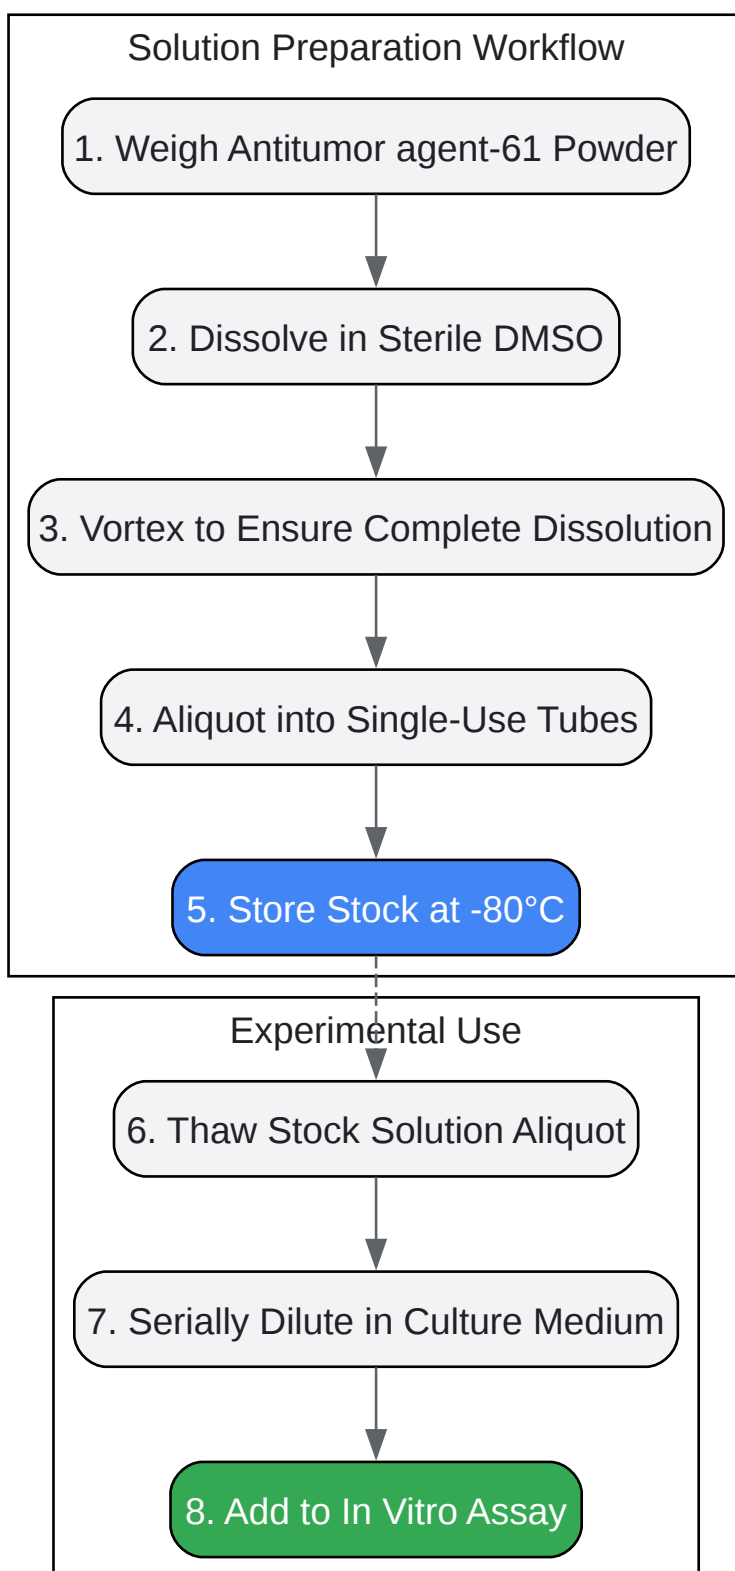 Solution Preparation Workflow
1. Weigh Antitumor agent-61 Powder
2. Dissolve in Sterile DMSO
3. Vortex to Ensure Complete Dissolution
4. Aliquot into Single-Use Tubes
5. Store Stock at -80°C
Experimental Use
6. Thaw Stock Solution Aliquot
7. Serially Dilute in Culture Medium
8. Add to In Vitro Assay